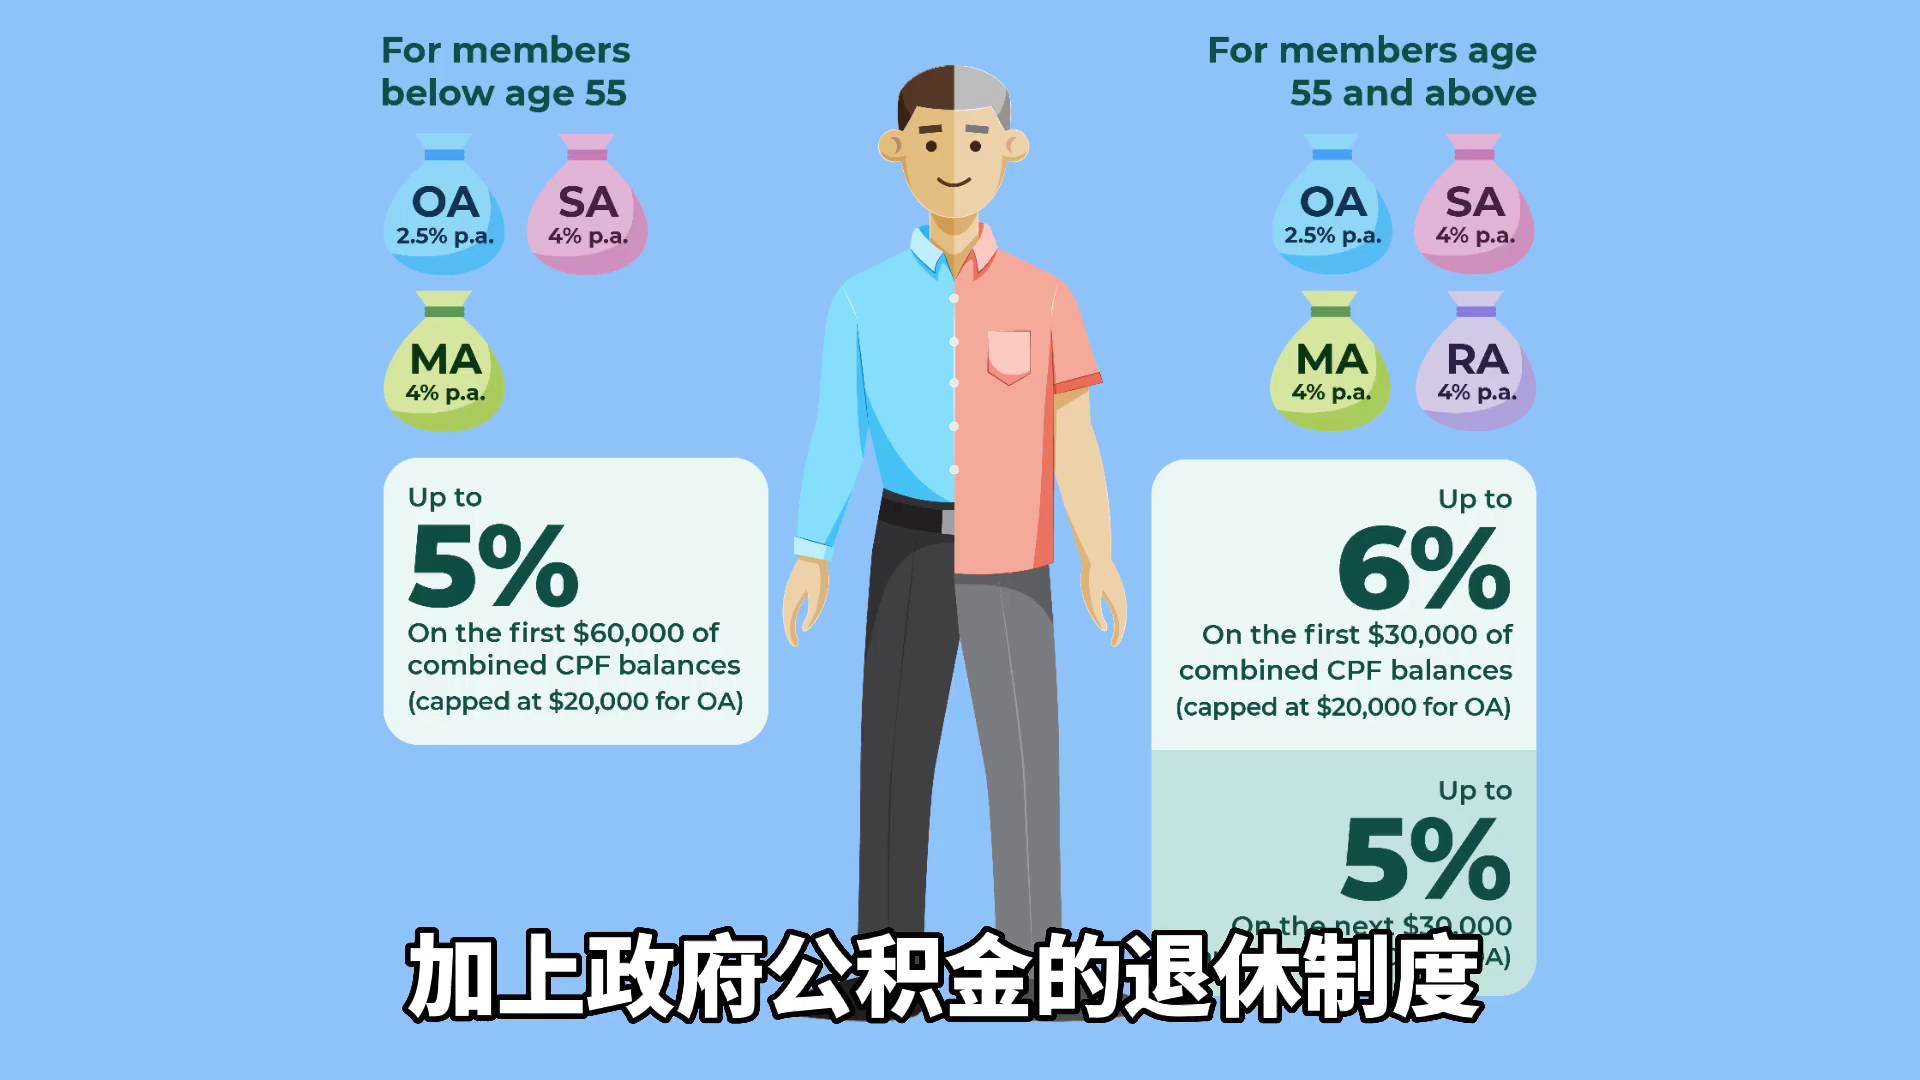 For members
below age 55
OA
2.5% p.a.
SA
4% p.a.
MA
4% p.a.
Up to
5%
On the first $60,000 of
combined CPF balances
(capped at $20,000 for OA)
For members age
55 and above
OA
2.5% p.a.
SA
4% p.a.
MA
4% p.a.
RA
4% p.a.
Up to
6%
On the first $30,000 of
combined CPF balances
(capped at $20,000 for OA)
Up to
5%
On the next $30,000
加上政府公积金的退休制度